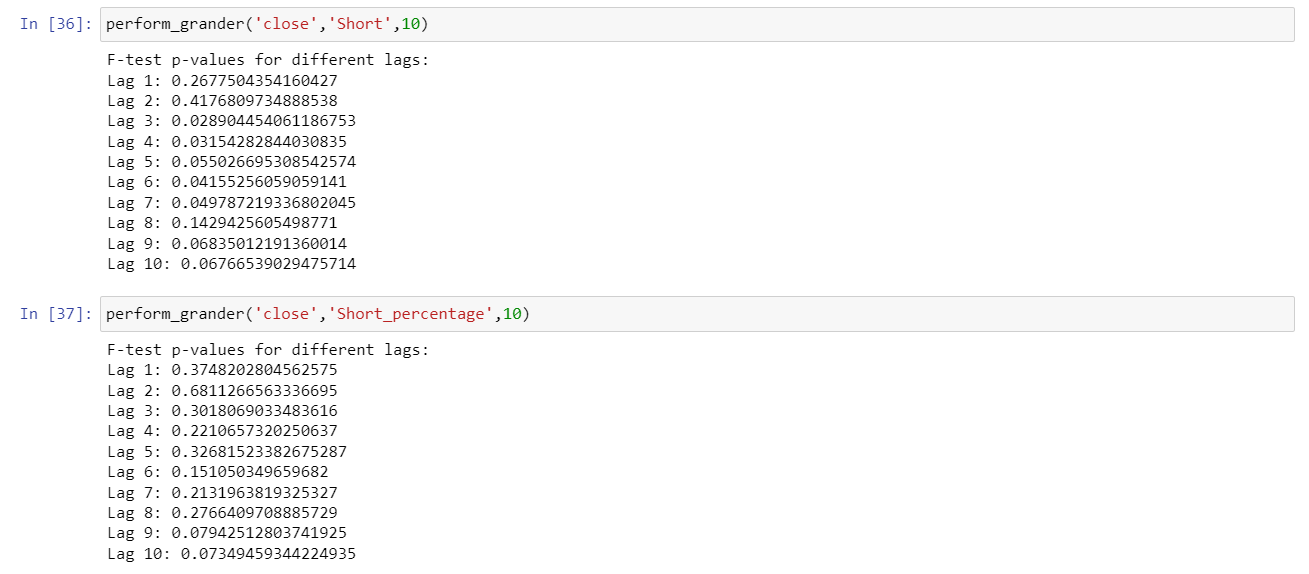 In [36]: perform_grander('close','Short',10)
F-test p-values for different lags:
Lag 1: 0.2677504354160427
Lag 2: 0.4176809734888538
Lag 3: 0.028904454061186753
Lag 4: 0.03154282844030835
Lag 5: 0.055026695308542574
Lag 6: 0.04155256059059141
Lag 7: 0.049787219336802045
Lag 8: 0.1429425605498771
Lag 9: 0.06835012191360014
Lag 10: 0.06766539029475714
In [37]: perform_grander('close','Short_percentage',10)
F-test p-values for different lags:
Lag 1: 0.3748202804562575
Lag 2: 0.6811266563336695
Lag 3: 0.3018069033483616
Lag 4: 0.2210657320250637
Lag 5: 0.32681523382675287
Lag 6: 0.151050349659682
Lag 7: 0.2131963819325327
Lag 8: 0.2766409708885729
Lag 9: 0.07942512803741925
Lag 10: 0.07349459344224935